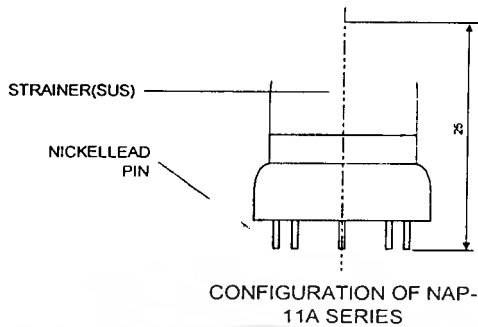 STRAINER(SUS)
25
NICKELLEAD
PIN
CONFIGURATION OF NAP-
11A SERIES